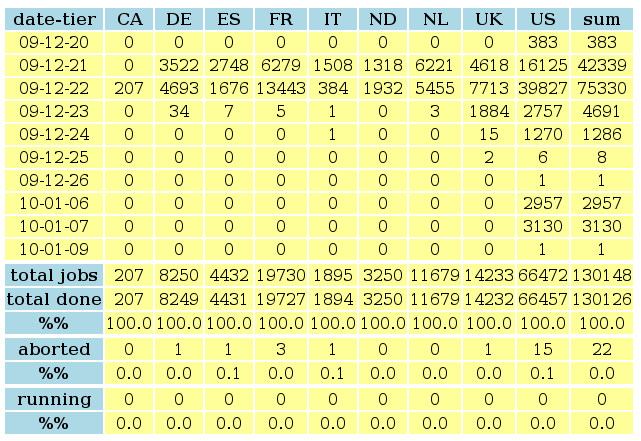 date-tier CA DE ES FR IT ND NL UK US sum
09-12-20 0 0 0 0 0 0 0 0 383 383
09-12-21 0 3522 2748 6279 1508 1318 6221 4618 16125 42339
09-12-22 207 4693 1676 13443 384 1932 5455 7713 39827 75330
09-12-23 0 34 7 5 1 0 3 1884 2757 4691
09-12-24 0 0 0 0 1 0 0 15 1270 1286
09-12-25 0 0 0 0 0 0 0 2 6 8
09-12-26 0 0 0 0 0 0 0 0 1 1
10-01-06 0 0 0 0 0 0 0 0 2957 2957
10-01-07 0 0 0 0 0 0 0 0 3130 3130
10-01-09 0 0 0 0 0 0 0 0 1 1
total jobs 207 8250 4432 19730 1895 3250 11679 14233 66472 130148
total done 207 8249 4431 19727 1894 3250 11679 14232 66457 130126
%% 100.0 100.0 100.0 100.0 100.0 100.0 100.0 100.0 100.0 100.0
aborted 0 1 1 3 1 0 0 1 15 22
%% 0.0 0.0 0.1 0.0 0.1 0.0 0.0 0.0 0.1 0.0
running 0 0 0 0 0 0 0 0 0 0
%% 0.0 0.0 0.0 0.0 0.0 0.0 0.0 0.0 0.0 0.0